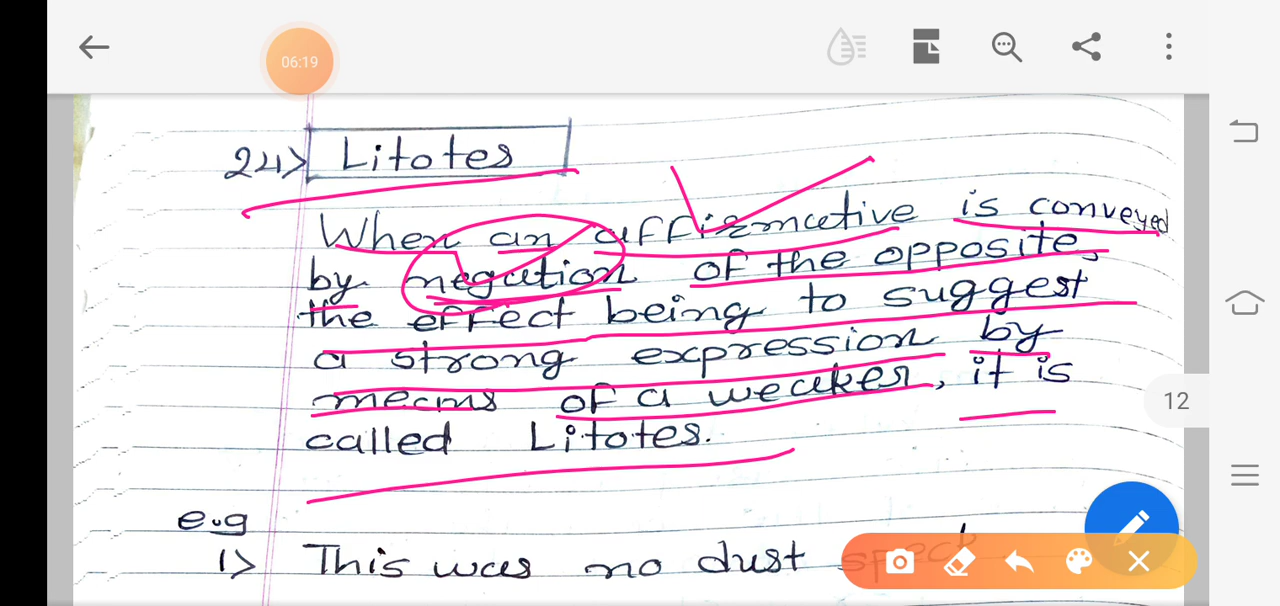 06:19
24> Litotes
When an affirmative is conveyed
by negation of the opposite,
the effect being to suggest
a strong expression by
means of a weaker, it is
called Litotes.
12
e.g
1> This was no dust speck